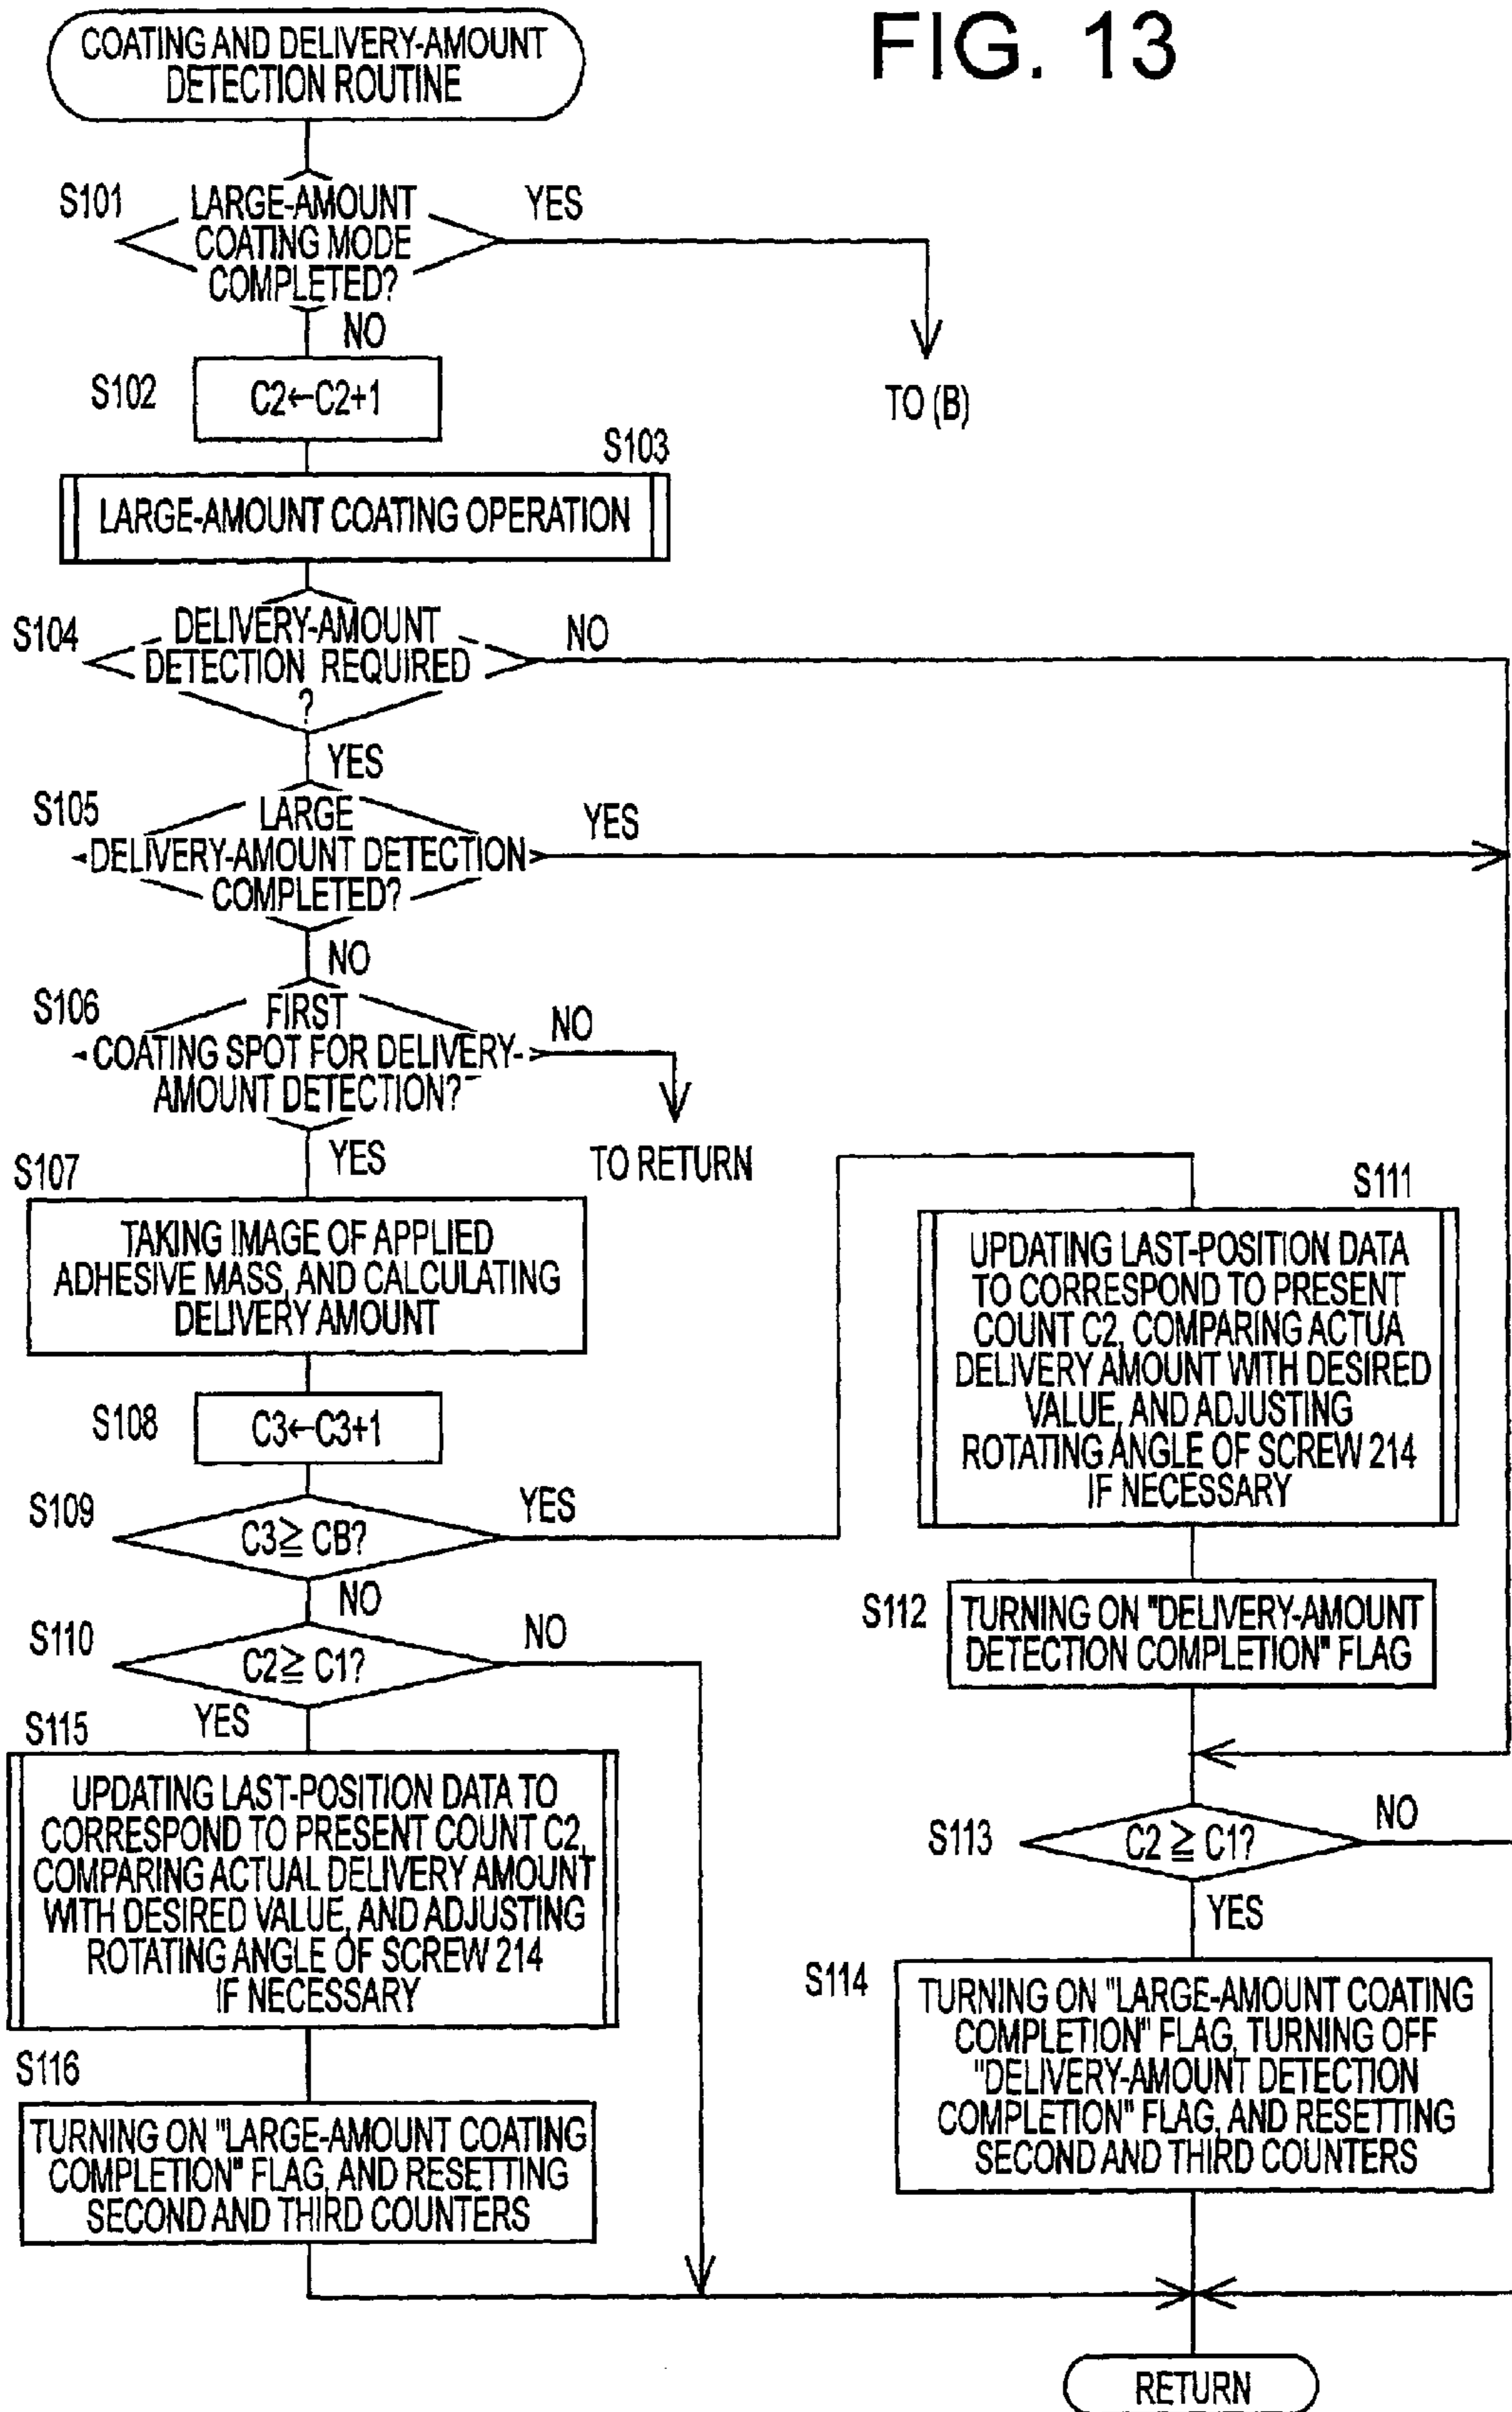 FIG. 13
COATING AND DELIVERY-AMOUNT
DETECTION ROUTINE
S101
LARGE-AMOUNT
COATING MODE
COMPLETED?
YES
NO
TO (B)
S102
C2←C2+1
S103
LARGE-AMOUNT COATING OPERATION
S104
DELIVERY-AMOUNT
DETECTION REQUIRED
?
NO
YES
S105
LARGE
DELIVERY-AMOUNT DETECTION
COMPLETED?
YES
NO
S106
FIRST
COATING SPOT FOR DELIVERY-
AMOUNT DETECTION?
NO
TO RETURN
YES
S107
TAKING IMAGE OF APPLIED
ADHESIVE MASS, AND CALCULATING
DELIVERY AMOUNT
S108
C3←C3+1
S109
C3≧CB?
YES
NO
S110
C2≧C1?
NO
YES
S115
UPDATING LAST-POSITION DATA TO
CORRESPOND TO PRESENT COUNT C2,
COMPARING ACTUAL DELIVERY AMOUNT
WITH DESIRED VALUE, AND ADJUSTING
ROTATING ANGLE OF SCREW 214
IF NECESSARY
S116
TURNING ON "LARGE-AMOUNT COATING
COMPLETION" FLAG, AND RESETTING
SECOND AND THIRD COUNTERS
S111
UPDATING LAST-POSITION DATA
TO CORRESPOND TO PRESENT
COUNT C2, COMPARING ACTUA
DELIVERY AMOUNT WITH DESIRED
VALUE, AND ADJUSTING
ROTATING ANGLE OF SCREW 214
IF NECESSARY
S112
TURNING ON "DELIVERY-AMOUNT
DETECTION COMPLETION" FLAG
S113
C2≧C1?
NO
YES
S114
TURNING ON "LARGE-AMOUNT COATING
COMPLETION" FLAG, TURNING OFF
"DELIVERY-AMOUNT DETECTION
COMPLETION" FLAG, AND RESETTING
SECOND AND THIRD COUNTERS
RETURN